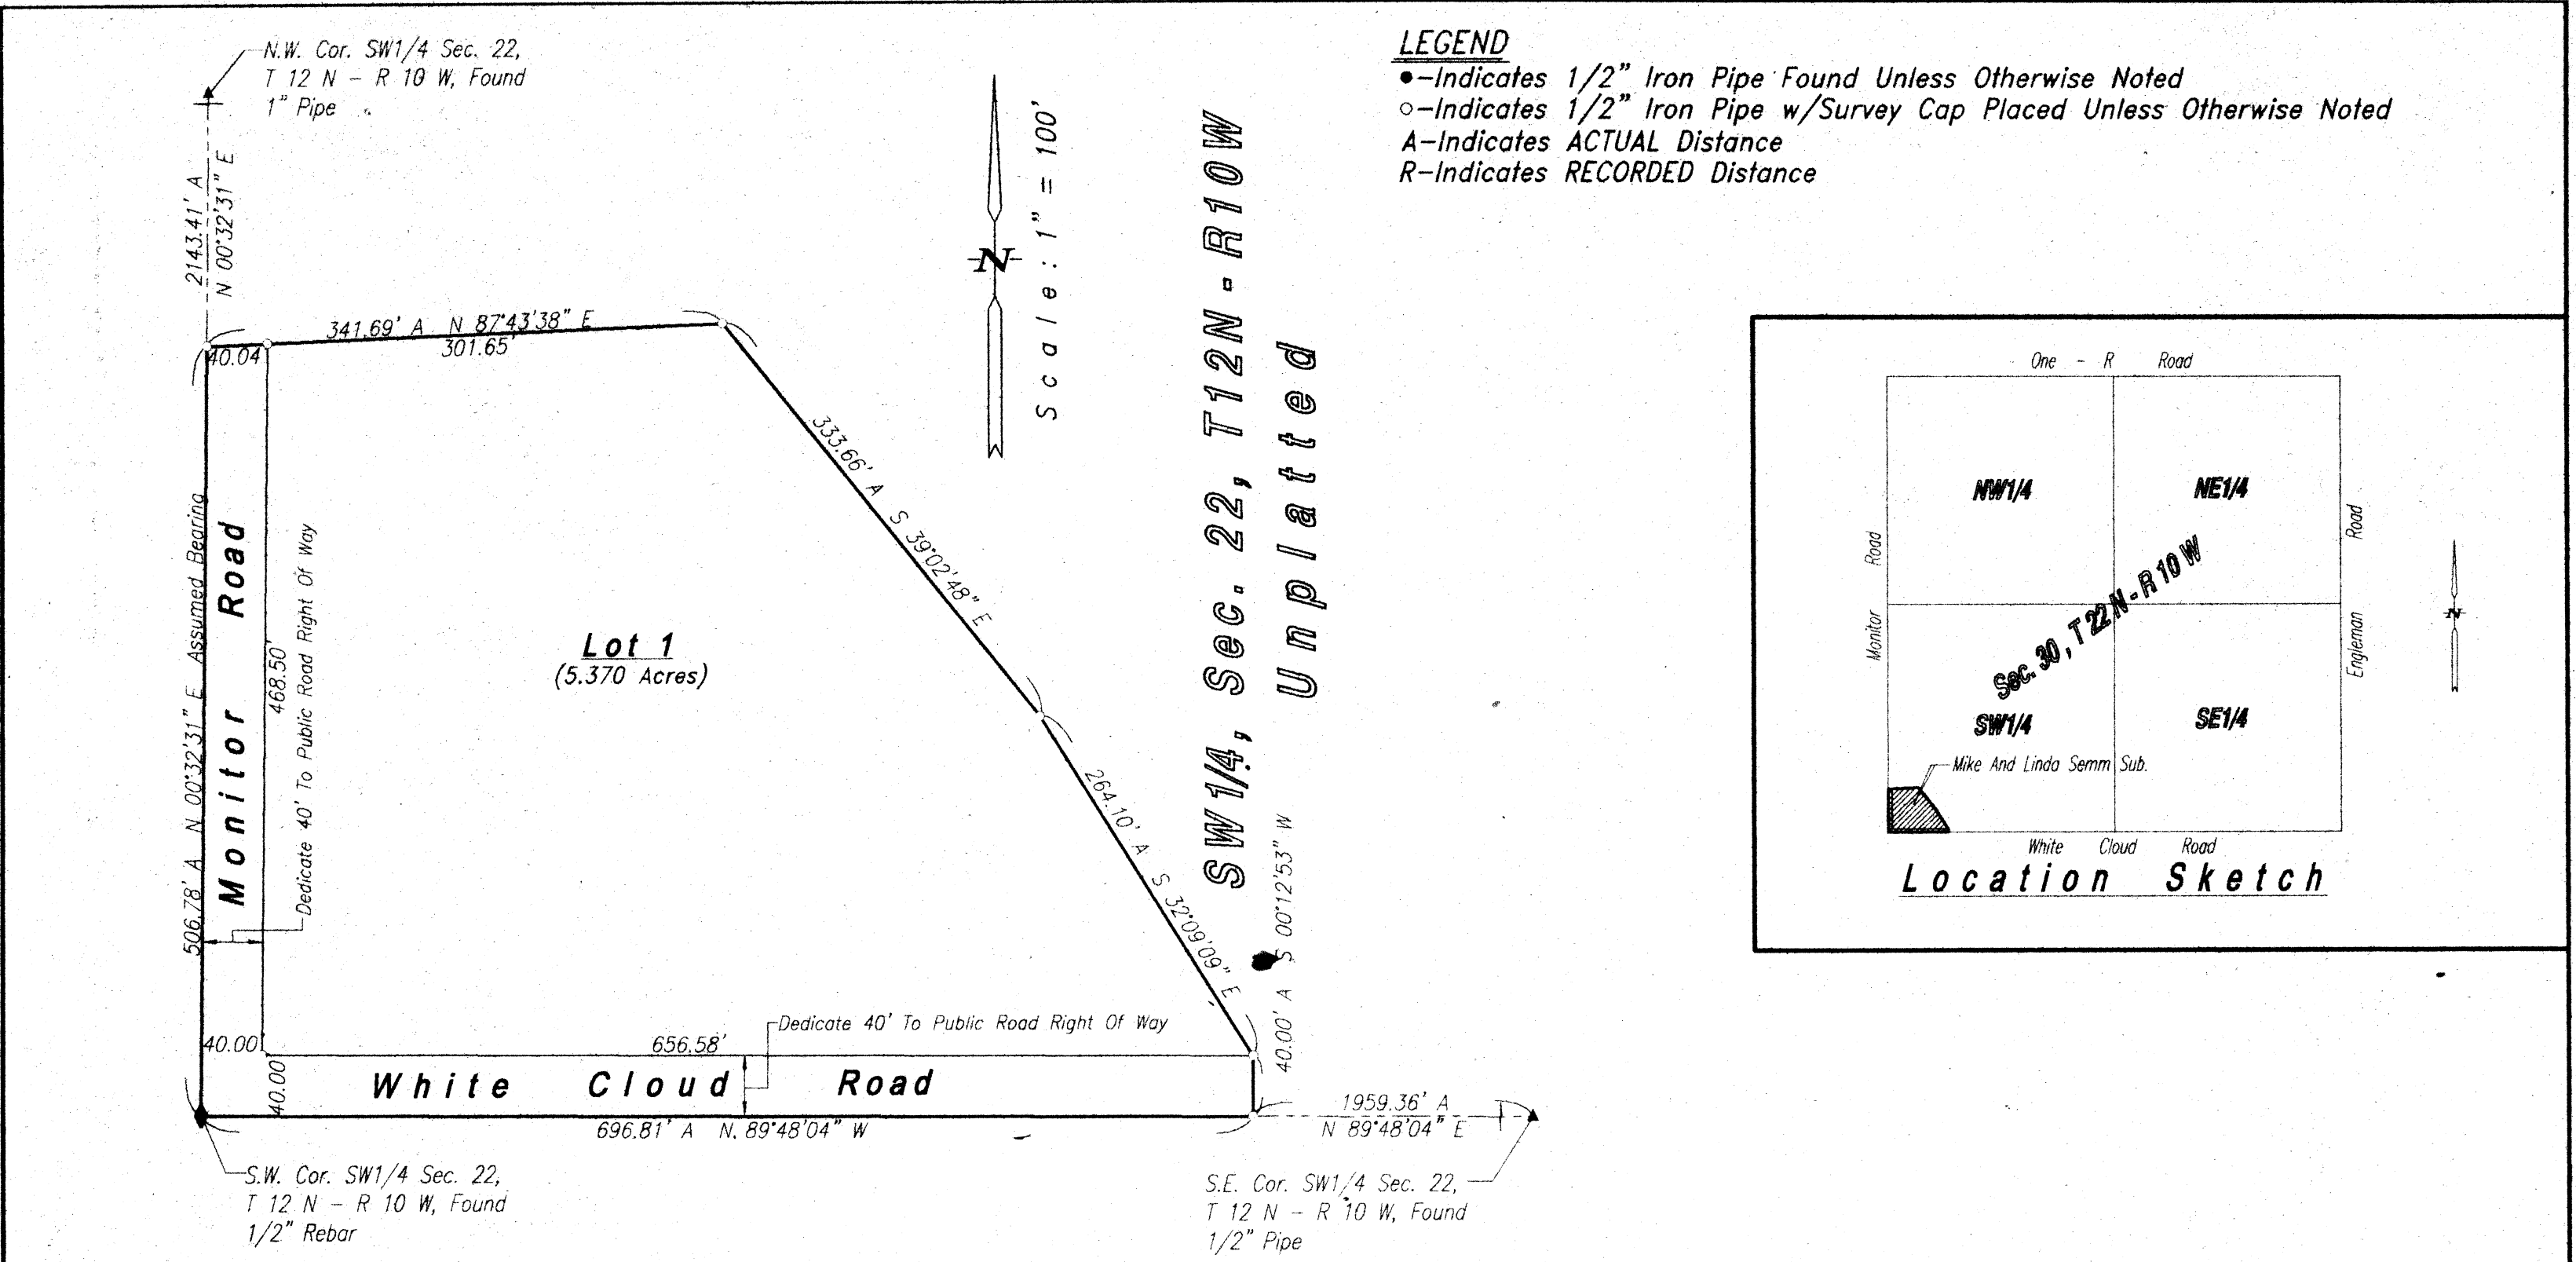 N.W. Cor. SW1/4 Sec. 22,
T 12 N - R 10 W, Found
1" Pipe
2143.41' A
N 00°32'31" E
341.69' A N 87°43'38" E
301.65'
40.04
506.78' A N 00°32'31" E Assumed Bearing
Monitor Road
468.50'
Dedicate 40' To Public Road Right Of Way
Lot 1
(5.370 Acres)
333.66' A S 39°02'48" E
264.10' A S 32°09'09" E
Scale: 1" = 100'
N
SW1/4, Sec. 22, T12N - R10W
Unplatted
40.00' A S 00°12'53" W
Dedicate 40' To Public Road Right Of Way
656.58'
40.00
40.00'
White Cloud Road
696.81' A N. 89°48'04" W
1959.36' A
N 89°48'04" E
S.W. Cor. SW1/4 Sec. 22,
T 12 N - R 10 W, Found
1/2" Rebar
S.E. Cor. SW1/4 Sec. 22,
T 12 N - R 10 W, Found
1/2" Pipe
LEGEND
●-Indicates 1/2" Iron Pipe Found Unless Otherwise Noted
○-Indicates 1/2" Iron Pipe w/Survey Cap Placed Unless Otherwise Noted
A-Indicates ACTUAL Distance
R-Indicates RECORDED Distance
One - R Road
NW1/4
NE1/4
Monitor Road
Engleman Road
Sec. 30, T 22 N - R 10 W
SW1/4
SE1/4
N
Mike And Linda Semm Sub.
White Cloud Road
Location Sketch